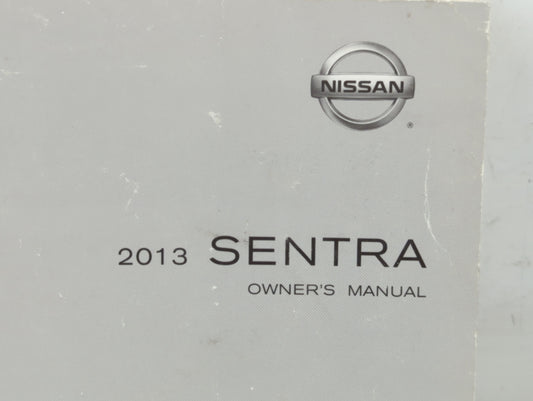 NISSAN
®
2013 SENTRA
OWNER'S MANUAL